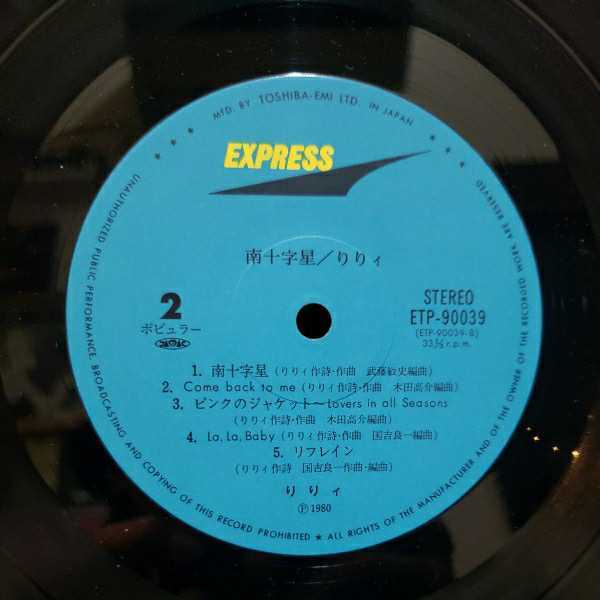 MFD. BY TOSHIBA-EMI LTD. IN JAPAN
EXPRESS
南十字星/りりィ
2
ポピュラー
STEREO
ETP-90039
(ETP-90039-B)
33⅓r.p.m.
1. 南十字星 (りりィ作詩・作曲 武藤敏史編曲)
2. Come back to me (りりィ作詩・作曲 木田高介編曲)
3. ピンクのジャケット～Lovers in all Seasons
(りりィ作詩・作曲 木田高介編曲)
4. La, La, Baby (りりィ作詩・作曲 国吉良一編曲)
5. リフレイン
(りりィ作詩 国吉良一作曲・編曲)
りりィ
Ⓟ1980
UNAUTHORIZED PUBLIC PERFORMANCE, BROADCASTING AND COPYING OF THIS RECORD PROHIBITED ★ ALL RIGHTS OF THE MANUFACTURER AND OF THE OWNER OF THE RECORDED WORK ARE RESERVED